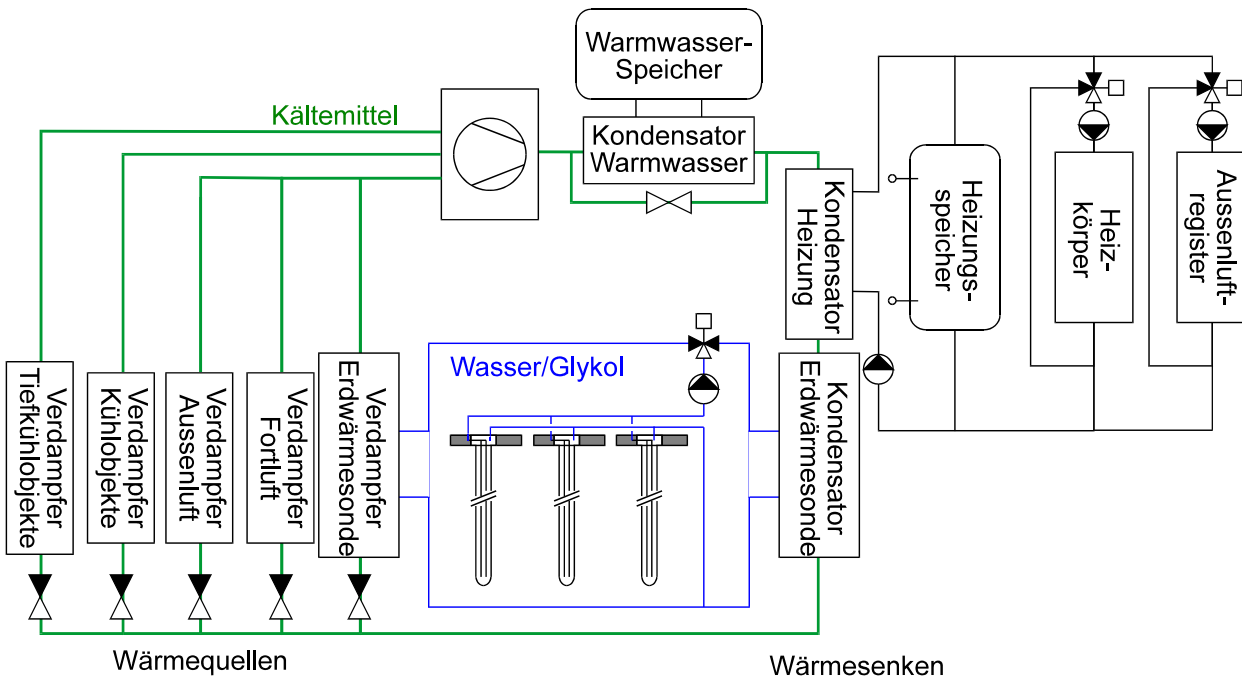 Warmwasser-
Speicher
Kältemittel
Kondensator
Warmwasser
Kondensator
Heizung
Heizungs-
speicher
Heiz-
körper
Aussenluft-
register
Verdampfer
Tiefkühlobjekte
Verdampfer
Kühlobjekte
Verdampfer
Aussenluft
Verdampfer
Fortluft
Verdampfer
Erdwärmesonde
Wasser/Glykol
Kondensator
Erdwärmesonde
Wärmequellen
Wärmesenken